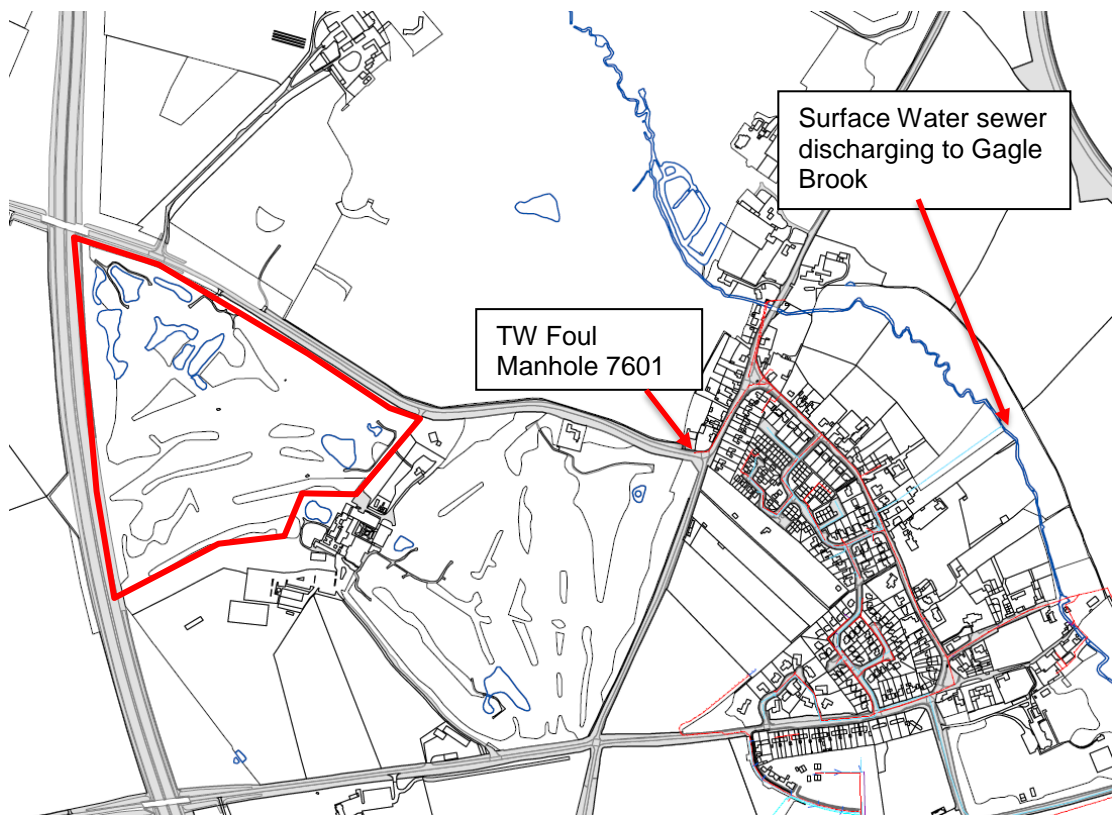 Surface Water sewer
discharging to Gagle
Brook
TW Foul
Manhole 7601